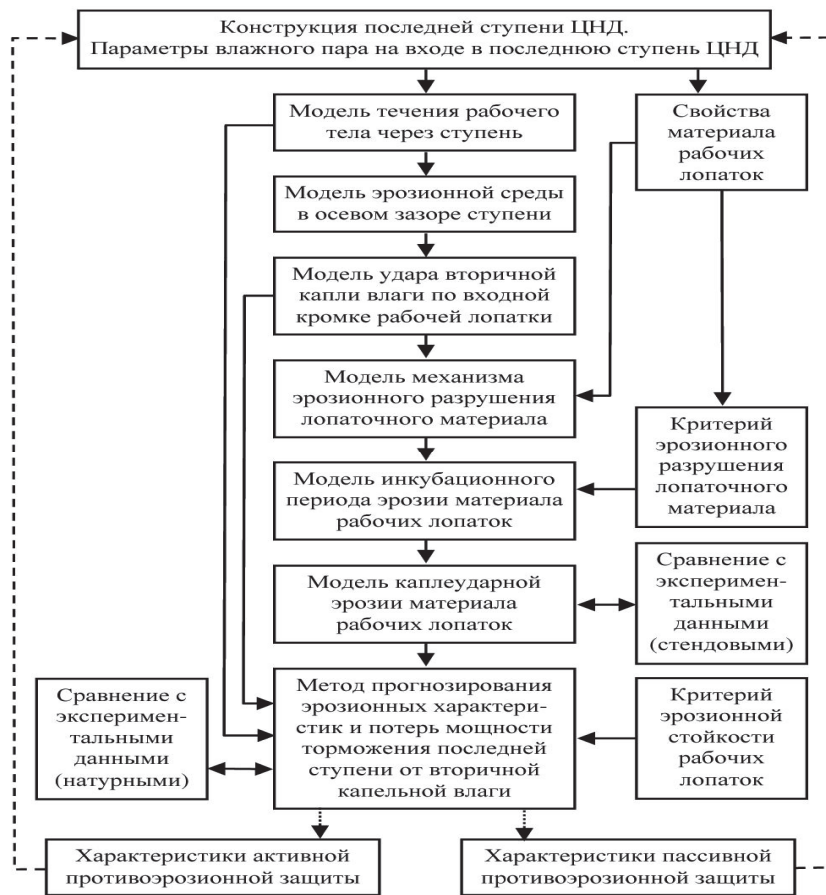 Конструкция последней ступени ЦНД.
Параметры влажного пара на входе в последнюю ступень ЦНД
Модель течения рабочего
тела через ступень
Свойства
материала
рабочих
лопаток
Модель эрозионной среды
в осевом зазоре ступени
Модель удара вторичной
капли влаги по входной
кромке рабочей лопатки
Модель механизма
эрозионного разрушения
лопаточного материала
Критерий
эрозионного
разрушения
лопаточного
материала
Модель инкубационного
периода эрозии материала
рабочих лопаток
Модель каплеударной
эрозии материала
рабочих лопаток
Сравнение с
эксперимен-
тальными
данными
(стендовыми)
Сравнение с
эксперимен-
тальными
данными
(натурными)
Метод прогнозирования
эрозионных характери-
стик и потерь мощности
торможения последней
ступени от вторичной
капельной влаги
Критерий
эрозионной
стойкости
рабочих
лопаток
Характеристики активной
противоэрозионной защиты
Характеристики пассивной
противоэрозионной защиты